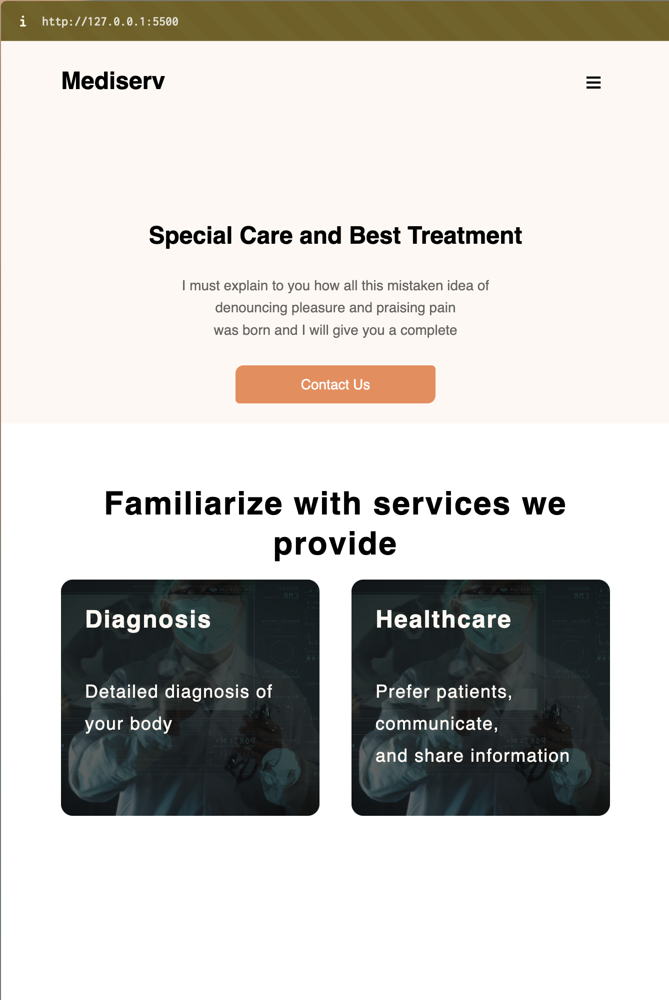 i http://127.0.0.1:5500
Mediserv
Special Care and Best Treatment
I must explain to you how all this mistaken idea of
denouncing pleasure and praising pain
was born and I will give you a complete
Contact Us
Familiarize with services we
provide
Diagnosis
Detailed diagnosis of
your body
Healthcare
Prefer patients,
communicate,
and share information